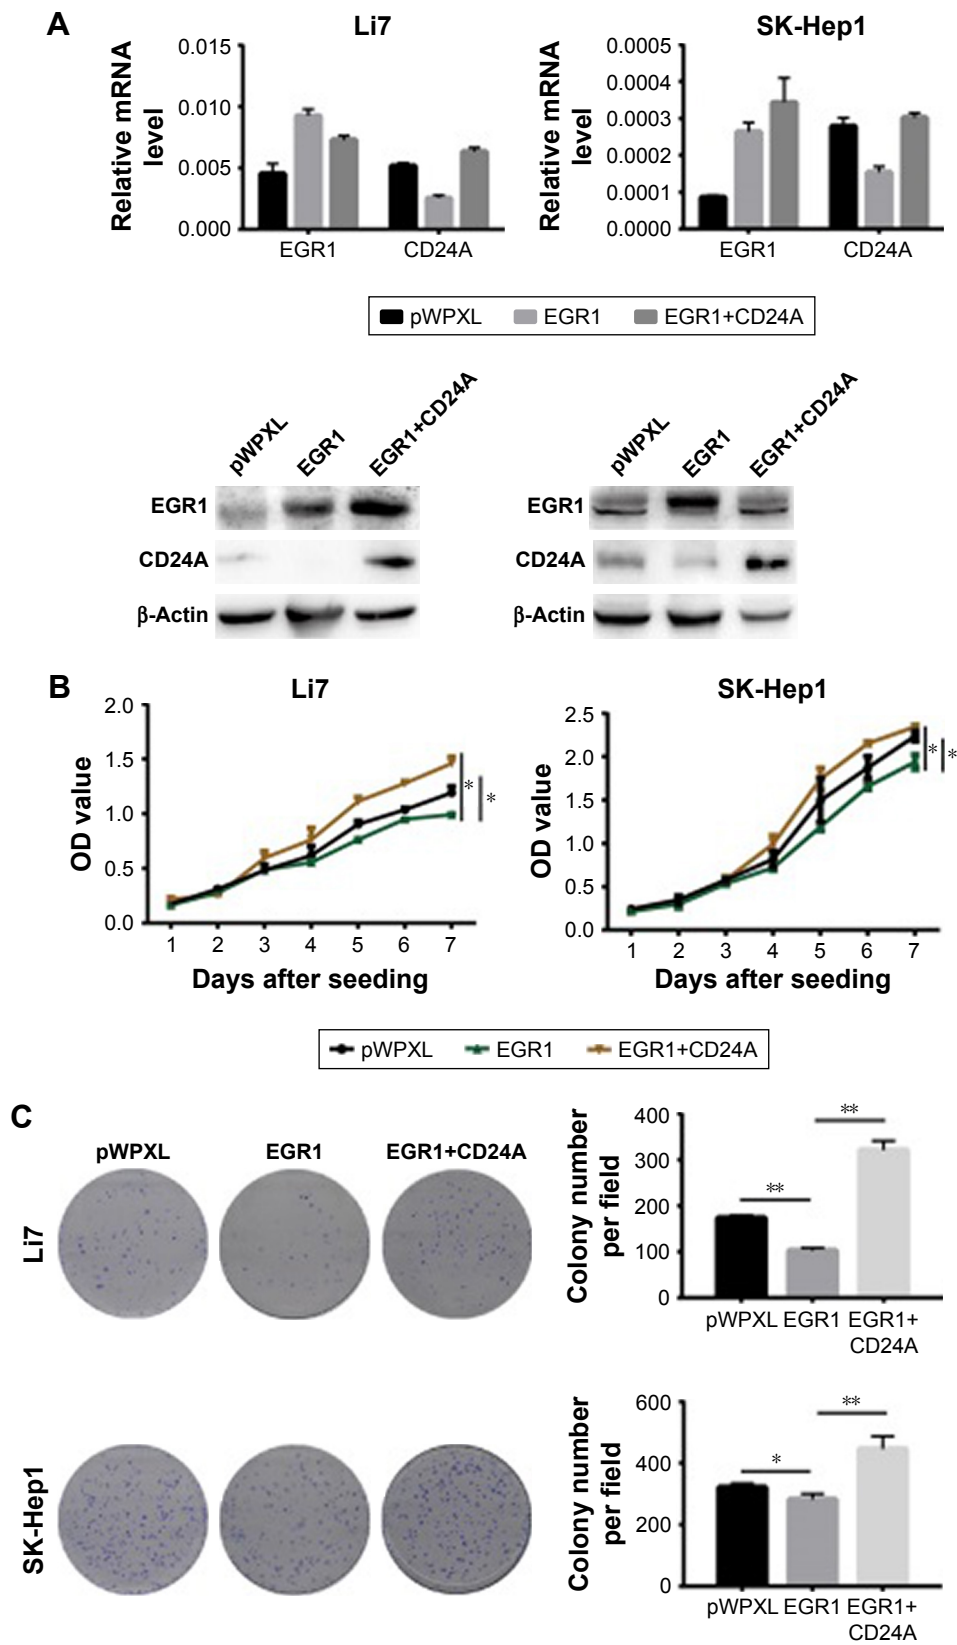 A
Li7
SK-Hep1
Relative mRNA
level
0.015
0.010
0.005
0.000
EGR1
CD24A
Relative mRNA
level
0.0005
0.0004
0.0003
0.0002
0.0001
0.0000
EGR1
CD24A
pWPXL
EGR1
EGR1+CD24A
pWPXL
EGR1
EGR1+CD24A
EGR1
CD24A
β-Actin
pWPXL
EGR1
EGR1+CD24A
EGR1
CD24A
β-Actin
B
Li7
OD value
2.0
1.5
1.0
0.5
0.0
*
*
1 2 3 4 5 6 7
Days after seeding
SK-Hep1
OD value
2.5
2.0
1.5
1.0
0.5
0.0
*
*
1 2 3 4 5 6 7
Days after seeding
pWPXL
EGR1
EGR1+CD24A
C
pWPXL
EGR1
EGR1+CD24A
Li7
Colony number
per field
400
300
200
100
0
**
**
pWPXL EGR1 EGR1+
CD24A
SK-Hep1
Colony number
per field
600
400
200
0
*
**
pWPXL EGR1 EGR1+
CD24A